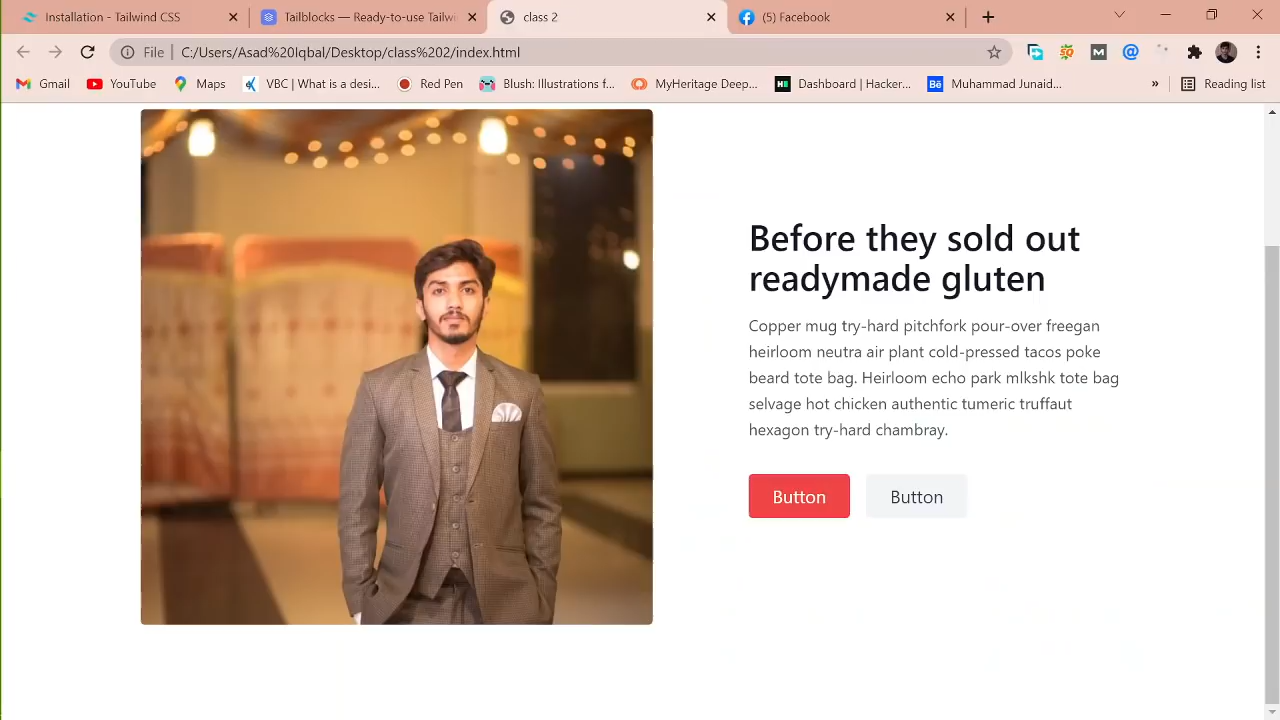 Installation - Tailwind CSS
Tailblocks — Ready-to-use Tailw
class 2
(5) Facebook
File
C:/Users/Asad%20Iqbal/Desktop/class%202/index.html
Gmail
YouTube
Maps
VBC | What is desi...
Red Pen
Blush: Illustrations f...
MyHeritage Deep...
Dashboard | Hacker...
Muhammad Junaid...
»
Reading list
Before they sold out
readymade gluten
Copper mug try-hard pitchfork pour-over freegan
heirloom neutra air plant cold-pressed tacos poke
beard tote bag. Heirloom echo park mlkshk tote bag
selvage hot chicken authentic tumeric truffaut
hexagon try-hard chambray.
Button Button